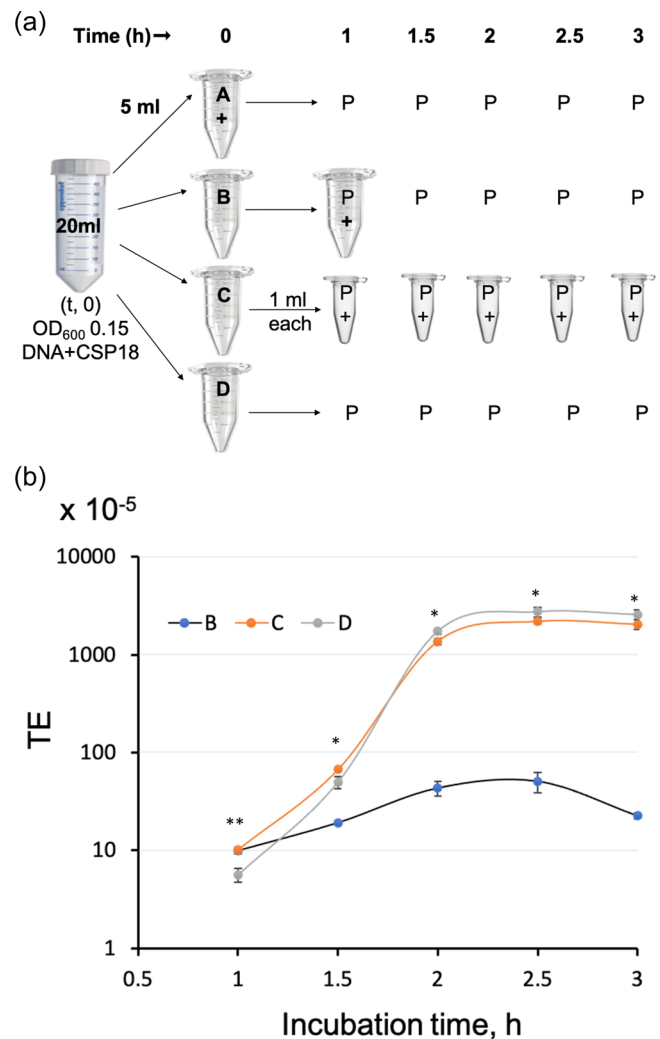 (a)
Time (h)→ 0 1 1.5 2 2.5 3
5 ml A + P P P P P
20ml B P + P P P P
(t, 0)
OD₆₀₀ 0.15
DNA+CSP18
C 1 ml each P + P + P + P + P +
D P P P P P
(b)
x 10⁻⁵
10000
1000
100
10
1
TE
B C D
** * * * *
0.5 1 1.5 2 2.5 3
Incubation time, h